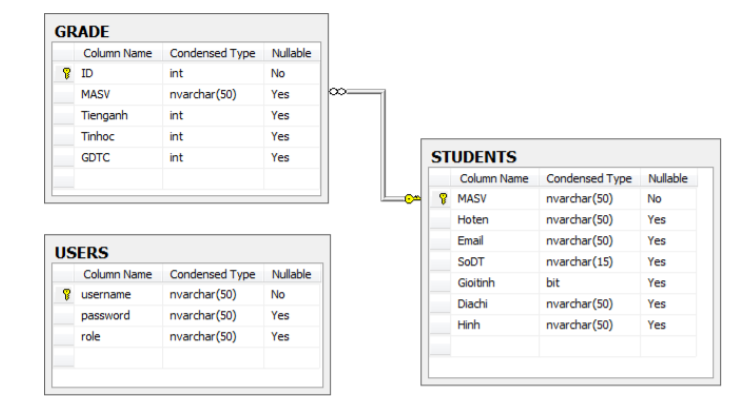 GRADE
Column Name Condensed Type Nullable
ID int No
MASV nvarchar(50) Yes
Tienganh int Yes
Tinhoc int Yes
GDTC int Yes
STUDENTS
Column Name Condensed Type Nullable
MASV nvarchar(50) No
Hoten nvarchar(50) Yes
Email nvarchar(50) Yes
SoDT nvarchar(15) Yes
Gioitinh bit Yes
Diachi nvarchar(50) Yes
Hinh nvarchar(50) Yes
USERS
Column Name Condensed Type Nullable
username nvarchar(50) No
password nvarchar(50) Yes
role nvarchar(50) Yes